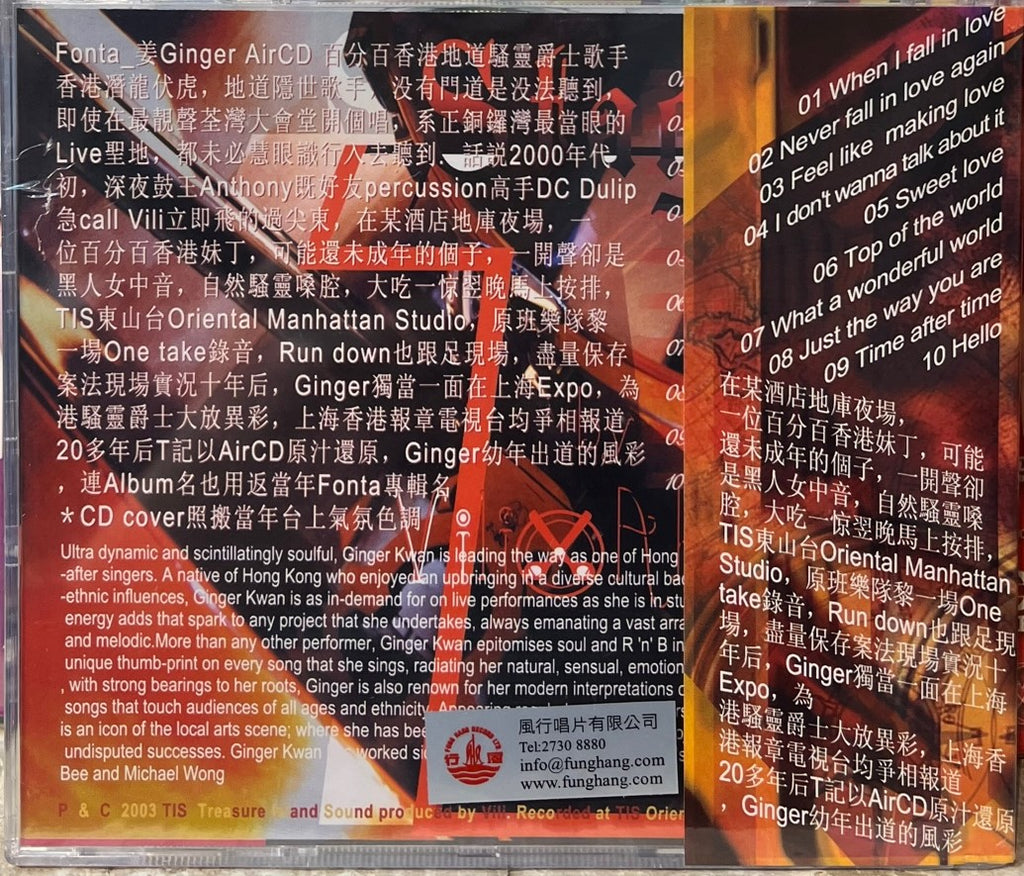 Fonta_姜Ginger AirCD 百分百香港地道騷靈爵士歌手
香港潛龍伏虎，地道隱世歌手，没有門道是没法聽到，
即使在最靚聲荃灣大會堂開個唱，系正銅鑼灣最當眼的
Live聖地，都未必慧眼識行人去聽到、話説2000年代
初，深夜鼓王Anthony既好友percussion高手DC Dulip
急call Vili立即飛的過尖東，在某酒店地庫夜場，一
位百分百香港妹丁，可能還未成年的個子，一開聲卻是
黑人女中音，自然騷靈嗓腔，大吃一惊翌晚馬上按排，
TIS東山台Oriental Manhattan Studio，原班樂隊黎
一場One take錄音，Run down也跟足現場，盡量保存
案法現場實況十年后，Ginger獨當一面在上海Expo，為
港騷靈爵士大放異彩，上海香港報章電視台均爭相報道
20多年后T記以AirCD原汁還原，Ginger幼年出道的風彩
，連Album名也用返當年Fonta專輯名
*CD cover照搬當年台上氣氛色調
Ultra dynamic and scintillatingly soulful, Ginger Kwan is leading the way as one of Hong
-after singers. A native of Hong Kong who enjoyed an upbringing in a diverse cultural bac
-ethnic influences, Ginger Kwan is as in-demand for on live performances as she is in stu
energy adds that spark to any project that she undertakes, always emanating a vast arra
and melodic.More than any other performer, Ginger Kwan epitomises soul and R 'n' B in
unique thumb-print on every song that she sings, radiating her natural, sensual, emotion
, with strong bearings to her roots, Ginger is also renown for her modern interpretations o
songs that touch audiences of all ages and ethnicity.
is an icon of the local arts scene; where she has bee
undisputed successes. Ginger Kwan worked sid
Bee and Michael Wong
P & C 2003 TIS Treasure and Sound produced by Vili. Recorded at TIS Orien
風行唱片有限公司
Tel:2730 8880
info@funghang.com
www.funghang.com
01 When I fall in love
02 Never fall in love again
03 Feel like making love
04 I don't wanna talk about it
05 Sweet love
06 Top of the world
07 What a wonderful world
08 Just the way you are
09 Time after time
10 Hello
在某酒店地庫夜場，
一位百分百香港妹丁，可能
還未成年的個子，一開聲卻
是黑人女中音，自然騷靈嗓
腔，大吃一惊翌晚馬上按排，
TIS東山台Oriental Manhattan
Studio，原班樂隊黎一場One
take錄音，Run down也跟足現
場，盡量保存案法現場實況十
年后，Ginger獨當一面在上海
Expo，為
港騷靈爵士大放異彩，上海香
港報章電視台均爭相報道
20多年后T記以AirCD原汁還原
，Ginger幼年出道的風彩